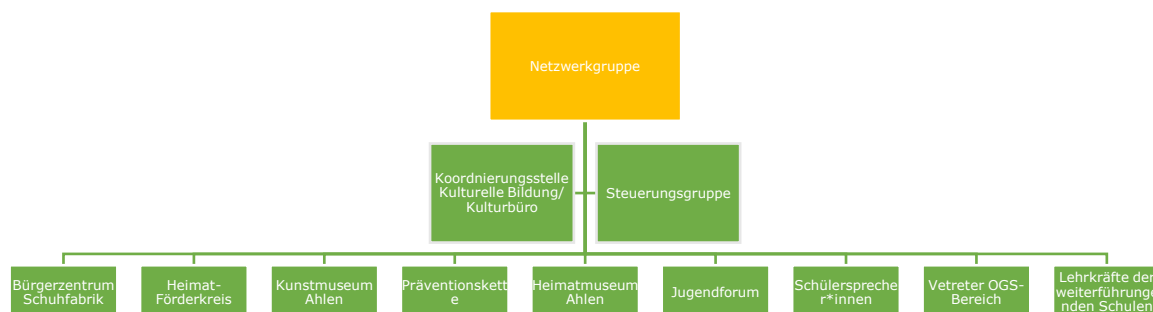 Netzwerkgruppe
Koordnierungsstelle
Kulturelle Bildung/
Kulturbüro
Steuerungsgruppe
Bürgerzentrum
Schuhfabrik
Heimat-
Förderkreis
Kunstmuseum
Ahlen
Präventionskett
e
Heimatmuseum
Ahlen
Jugendforum
Schülerspreche
r*innen
Vetreter OGS-
Bereich
Lehrkräfte der
weiterführunge
nden Schulen